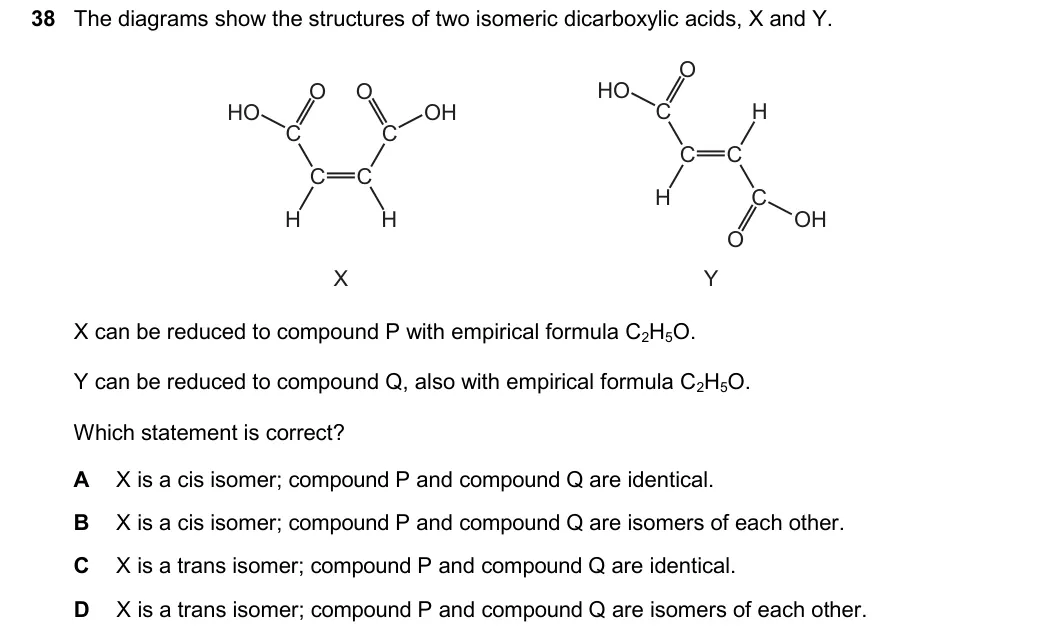 38 The diagrams show the structures of two isomeric dicarboxylic acids, X and Y.
O O HO OH C C C C H H
O HO C H C C H C OH O
X Y
X can be reduced to compound P with empirical formula C₂H₅O.
Y can be reduced to compound Q, also with empirical formula C₂H₅O.
Which statement is correct?
A X is a cis isomer; compound P and compound Q are identical.
B X is a cis isomer; compound P and compound Q are isomers of each other.
C X is a trans isomer; compound P and compound Q are identical.
D X is a trans isomer; compound P and compound Q are isomers of each other.